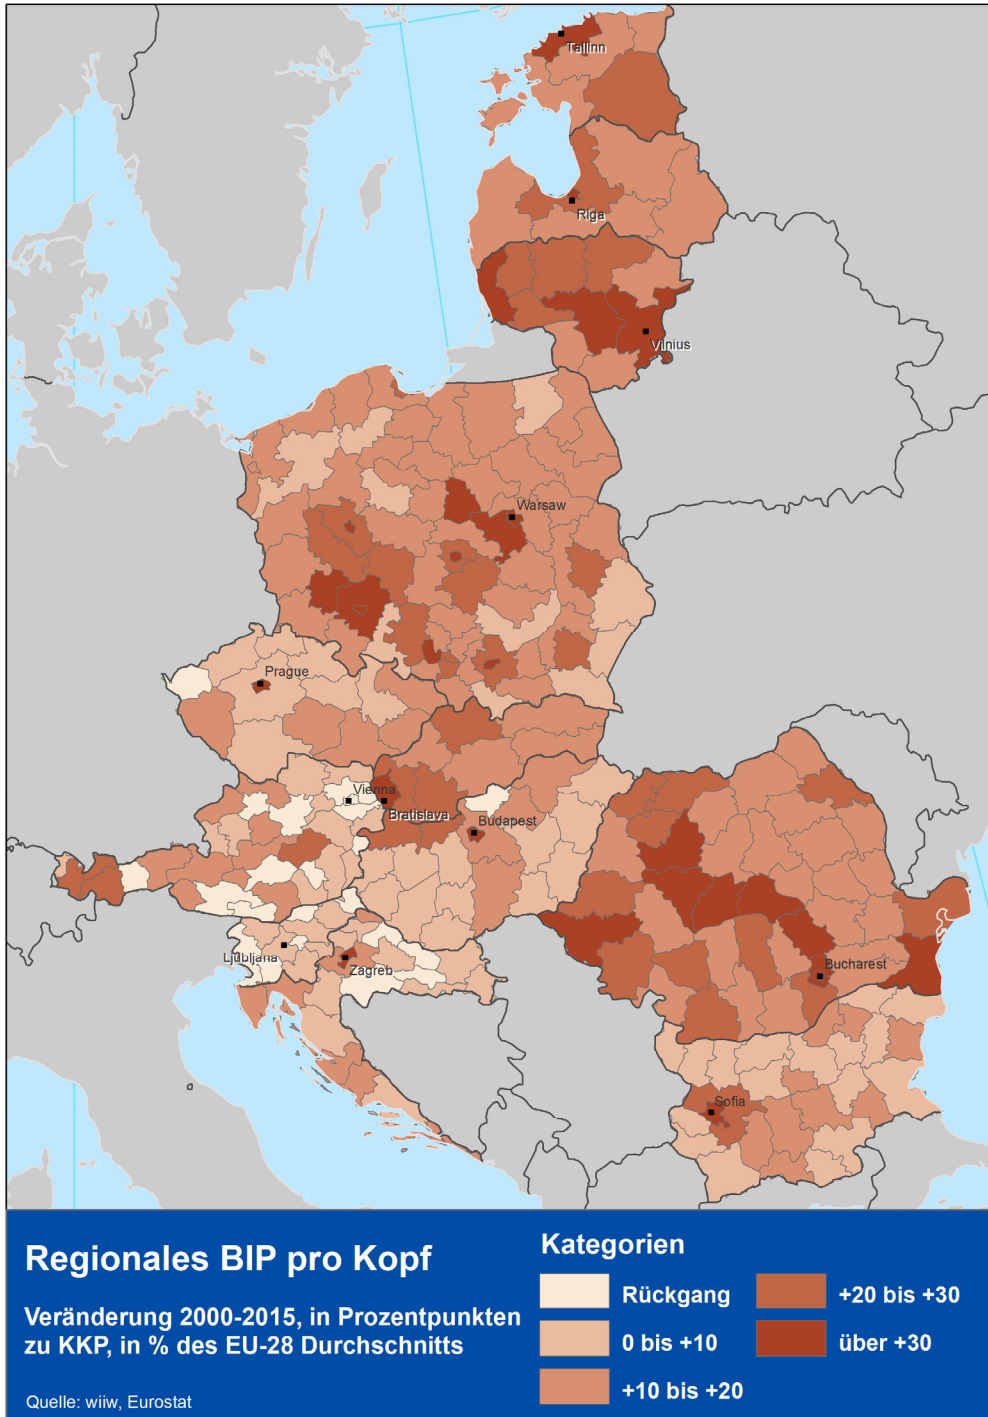 Tallinn
Riga
Vilnius
Warsaw
Prague
Vienna
Bratislava
Budapest
Ljubljana
Zagreb
Bucharest
Sofia
Regionales BIP pro Kopf
Veränderung 2000-2015, in Prozentpunkten
zu KKP, in % des EU-28 Durchschnitts
Quelle: wiiw, Eurostat
Kategorien
Rückgang
0 bis +10
+10 bis +20
+20 bis +30
über +30